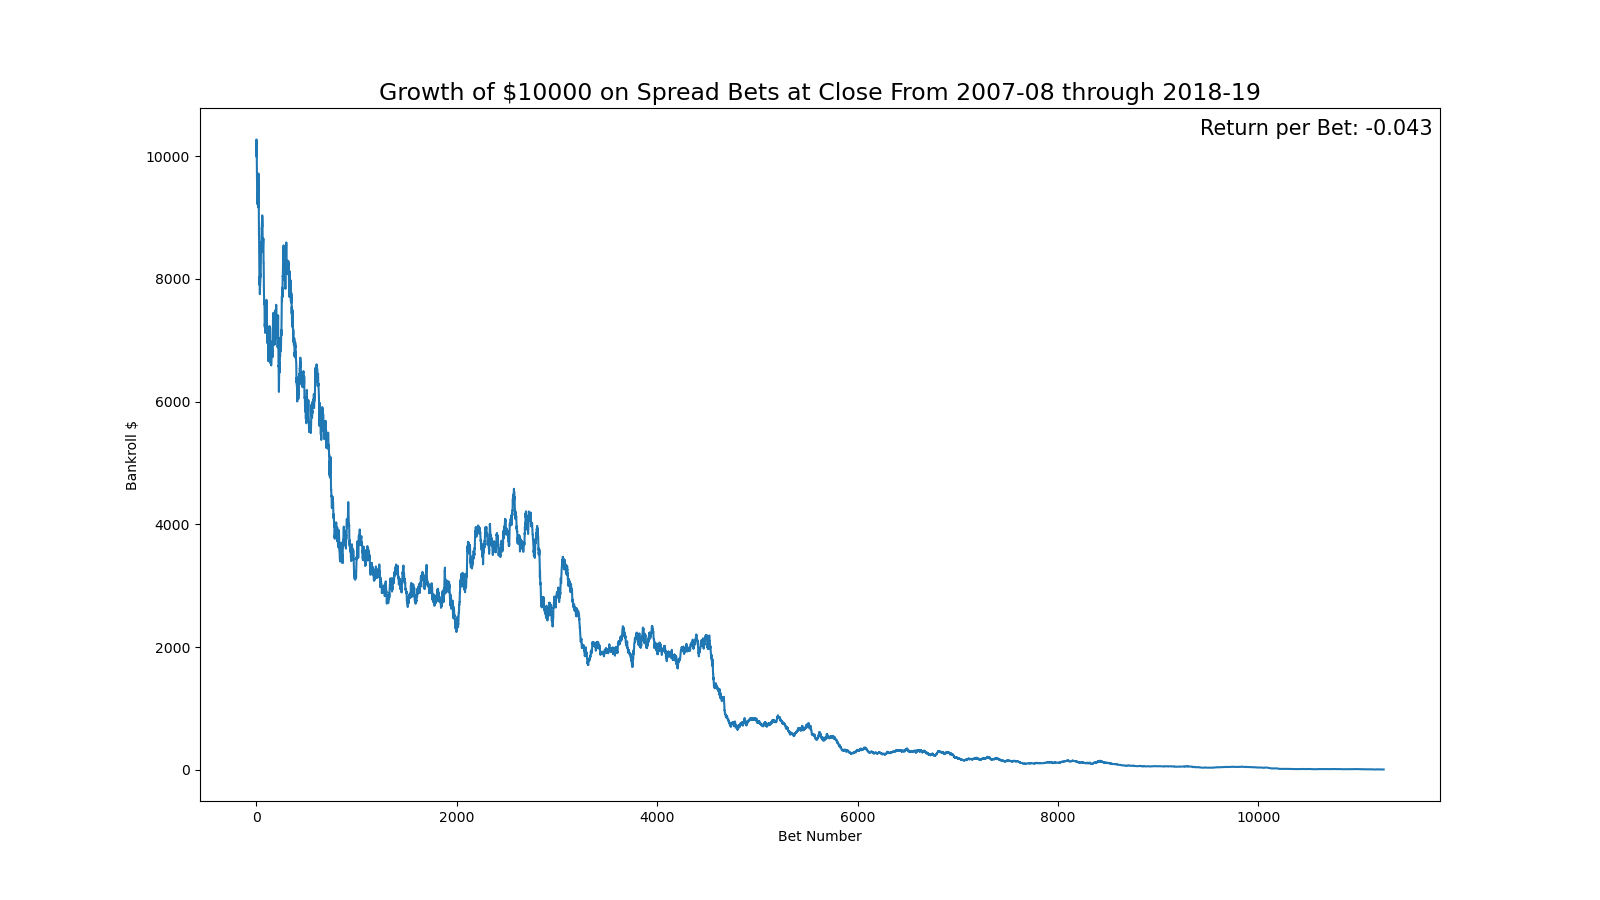 Growth of $10000 on Spread Bets at Close From 2007-08 through 2018-19
Return per Bet: -0.043
10000
8000
6000
4000
2000
0
Bankroll $
0 2000 4000 6000 8000 10000
Bet Number